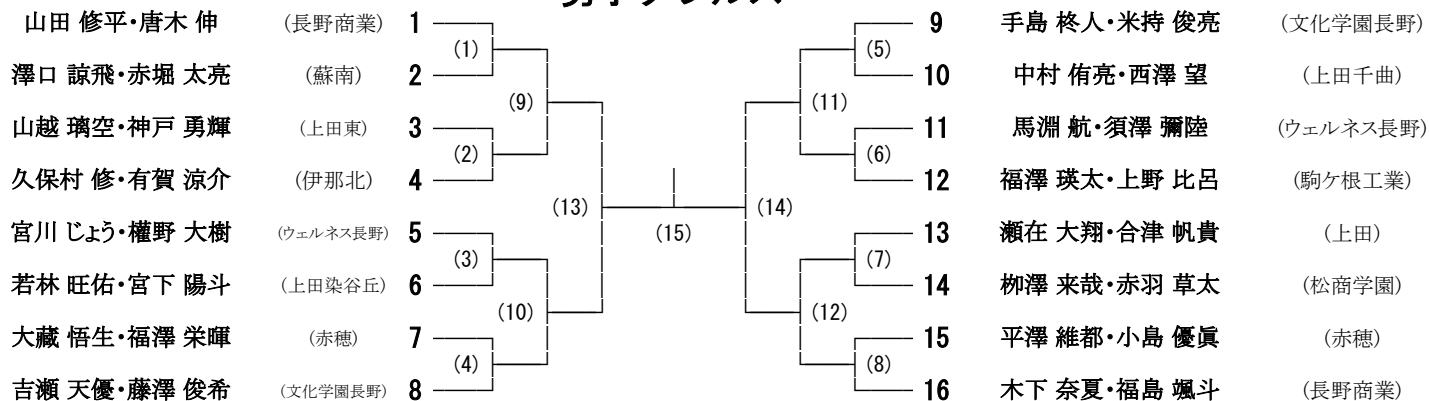 男子ダブルス
山田 修平・唐木 伸 (長野商業) 1
澤口 諒飛・赤堀 太亮 (蘇南) 2
山越 璃空・神戸 勇輝 (上田東) 3
久保村 修・有賀 涼介 (伊那北) 4
宮川 じょう・權野 大樹 (ウェルネス長野) 5
若林 旺佑・宮下 陽斗 (上田染谷丘) 6
大藏 悟生・福澤 栄暉 (赤穂) 7
吉瀬 天優・藤澤 俊希 (文化学園長野) 8
(1)
(2)
(3)
(4)
(9)
(10)
(13)
(15)
(14)
(11)
(12)
(5)
(6)
(7)
(8)
9 手島 柊人・米持 俊亮 (文化学園長野)
10 中村 侑亮・西澤 望 (上田千曲)
11 馬淵 航・須澤 彌陸 (ウェルネス長野)
12 福澤 瑛太・上野 比呂 (駒ケ根工業)
13 瀬在 大翔・合津 帆貴 (上田)
14 栁澤 来哉・赤羽 草太 (松商学園)
15 平澤 維都・小島 優眞 (赤穂)
16 木下 奈夏・福島 颯斗 (長野商業)